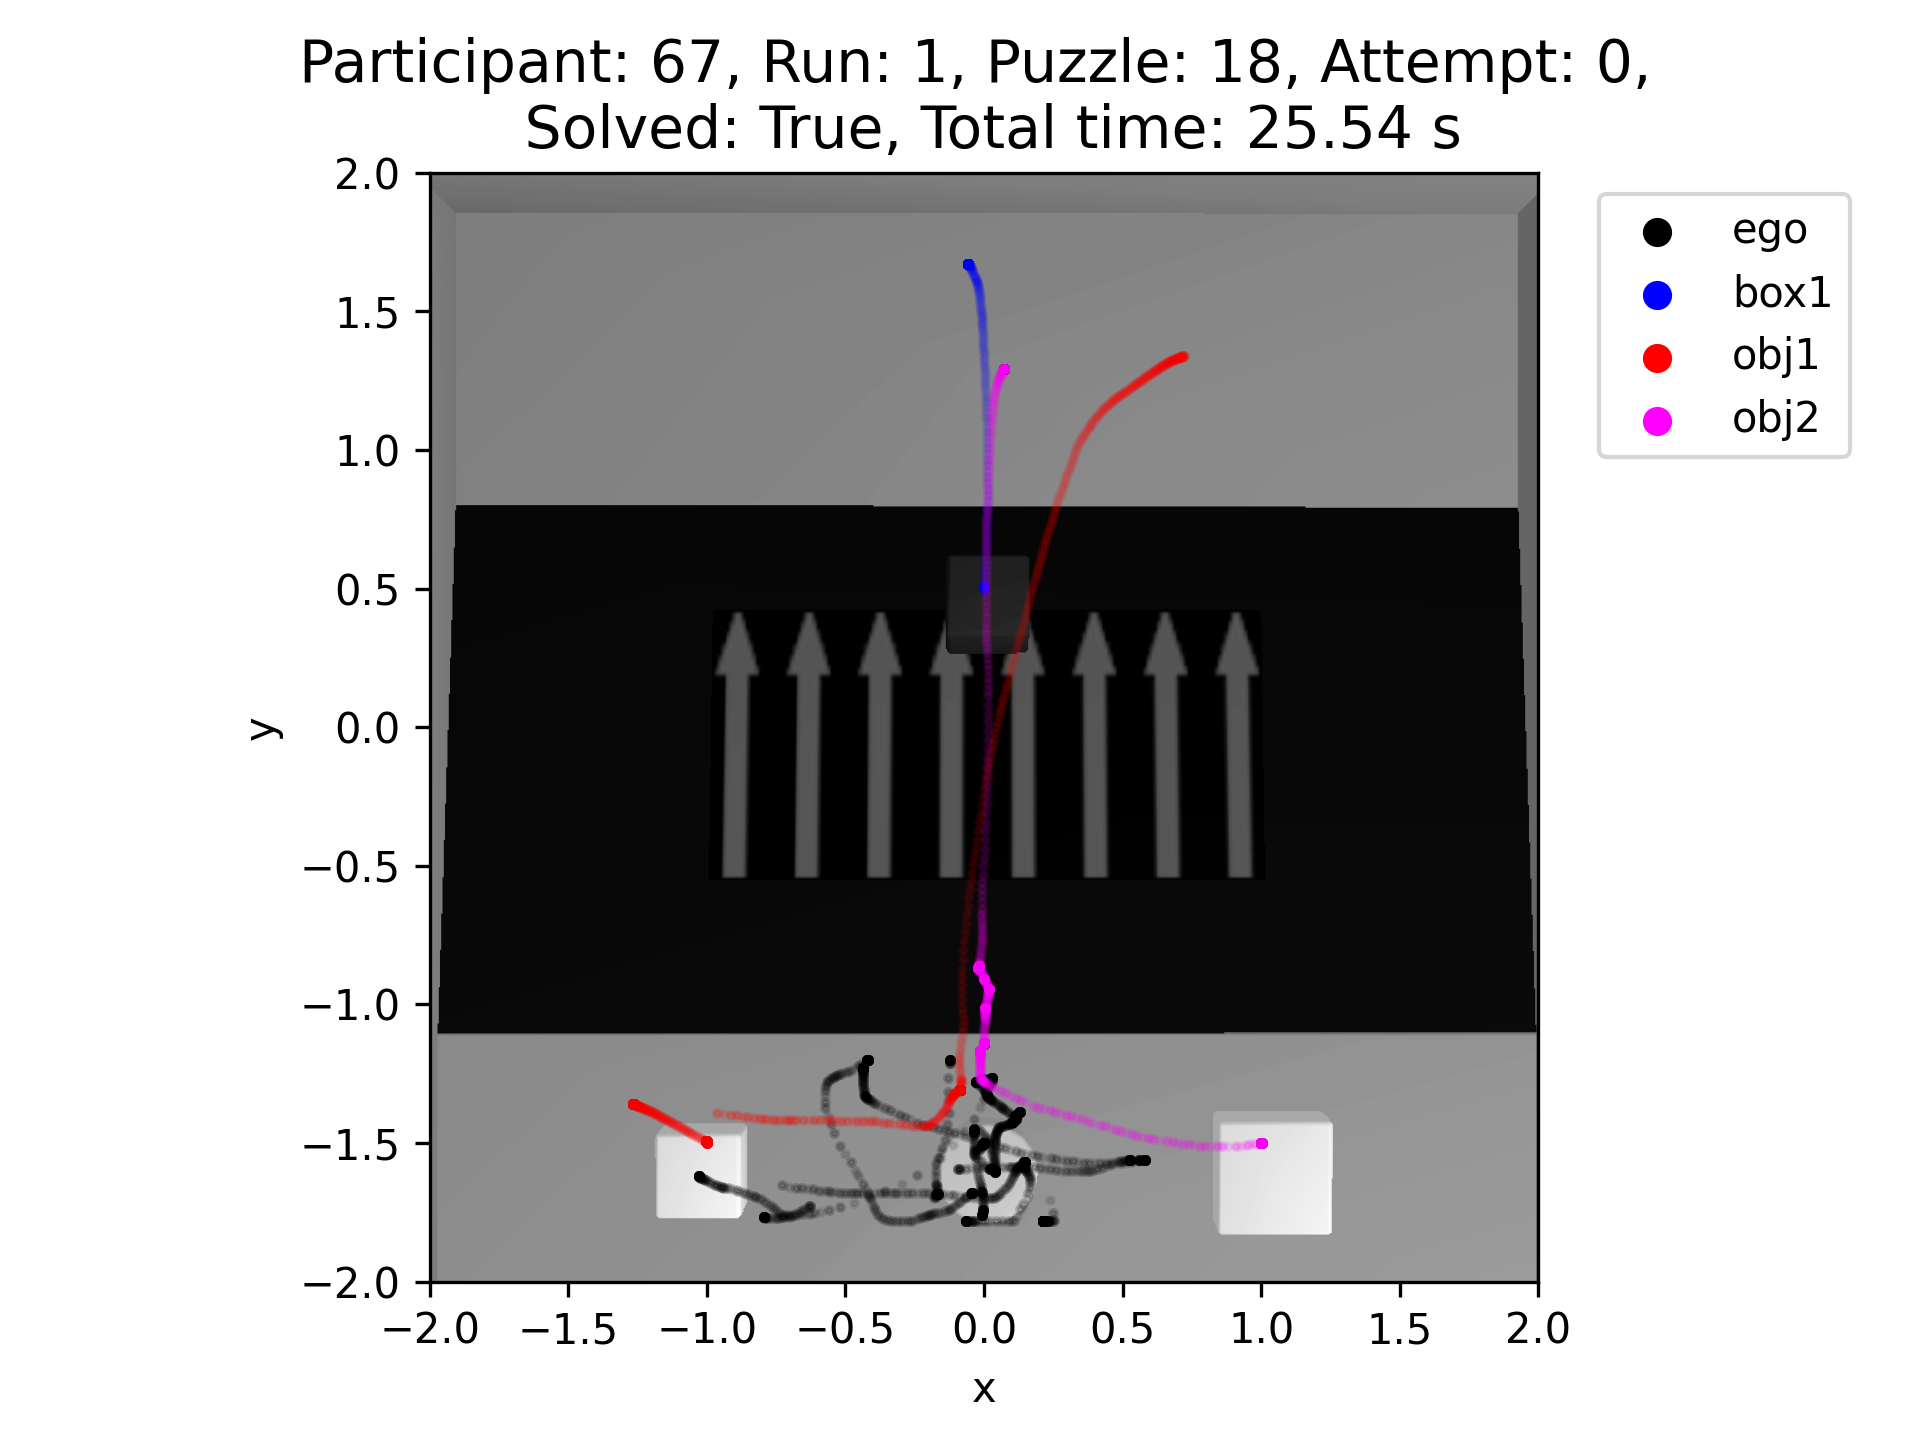 Participant: 67, Run: 1, Puzzle: 18, Attempt: 0,
Solved: True, Total time: 25.54 s
2.0
1.5
1.0
0.5
0.0
−0.5
−1.0
−1.5
−2.0
y
−2.0 −1.5 −1.0 −0.5 0.0 0.5 1.0 1.5 2.0
x
ego
box1
obj1
obj2